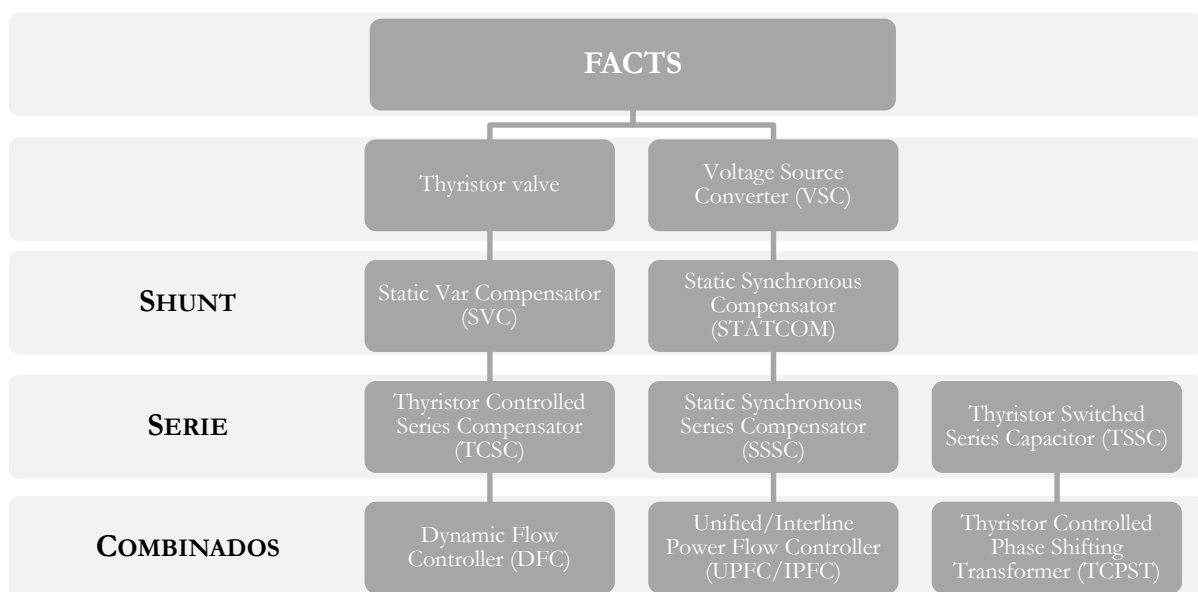 FACTS
Thyristor valve
Voltage Source
Converter (VSC)
SHUNT
Static Var Compensator
(SVC)
Static Synchronous
Compensator
(STATCOM)
SERIE
Thyristor Controlled
Series Compensator
(TCSC)
Static Synchronous
Series Compensator
(SSSC)
Thyristor Switched
Series Capacitor (TSSC)
COMBINADOS
Dynamic Flow
Controller (DFC)
Unified/Interline
Power Flow Controller
(UPFC/IPFC)
Thyristor Controlled
Phase Shifting
Transformer (TCPST)